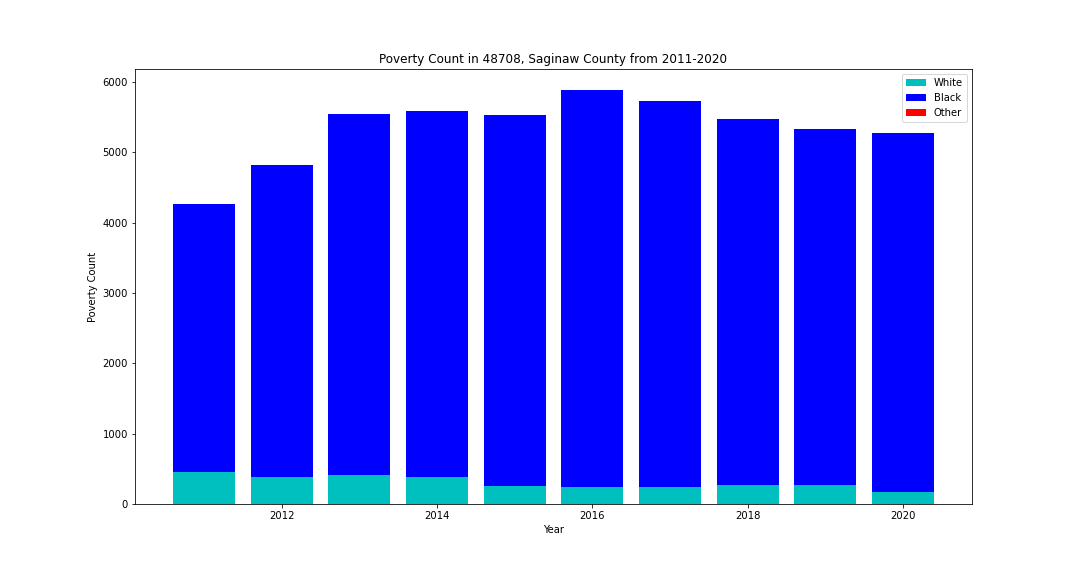 Poverty Count in 48708, Saginaw County from 2011-2020
White
Black
Other
6000
5000
4000
3000
2000
1000
0
Poverty Count
2012
2014
2016
2018
2020
Year